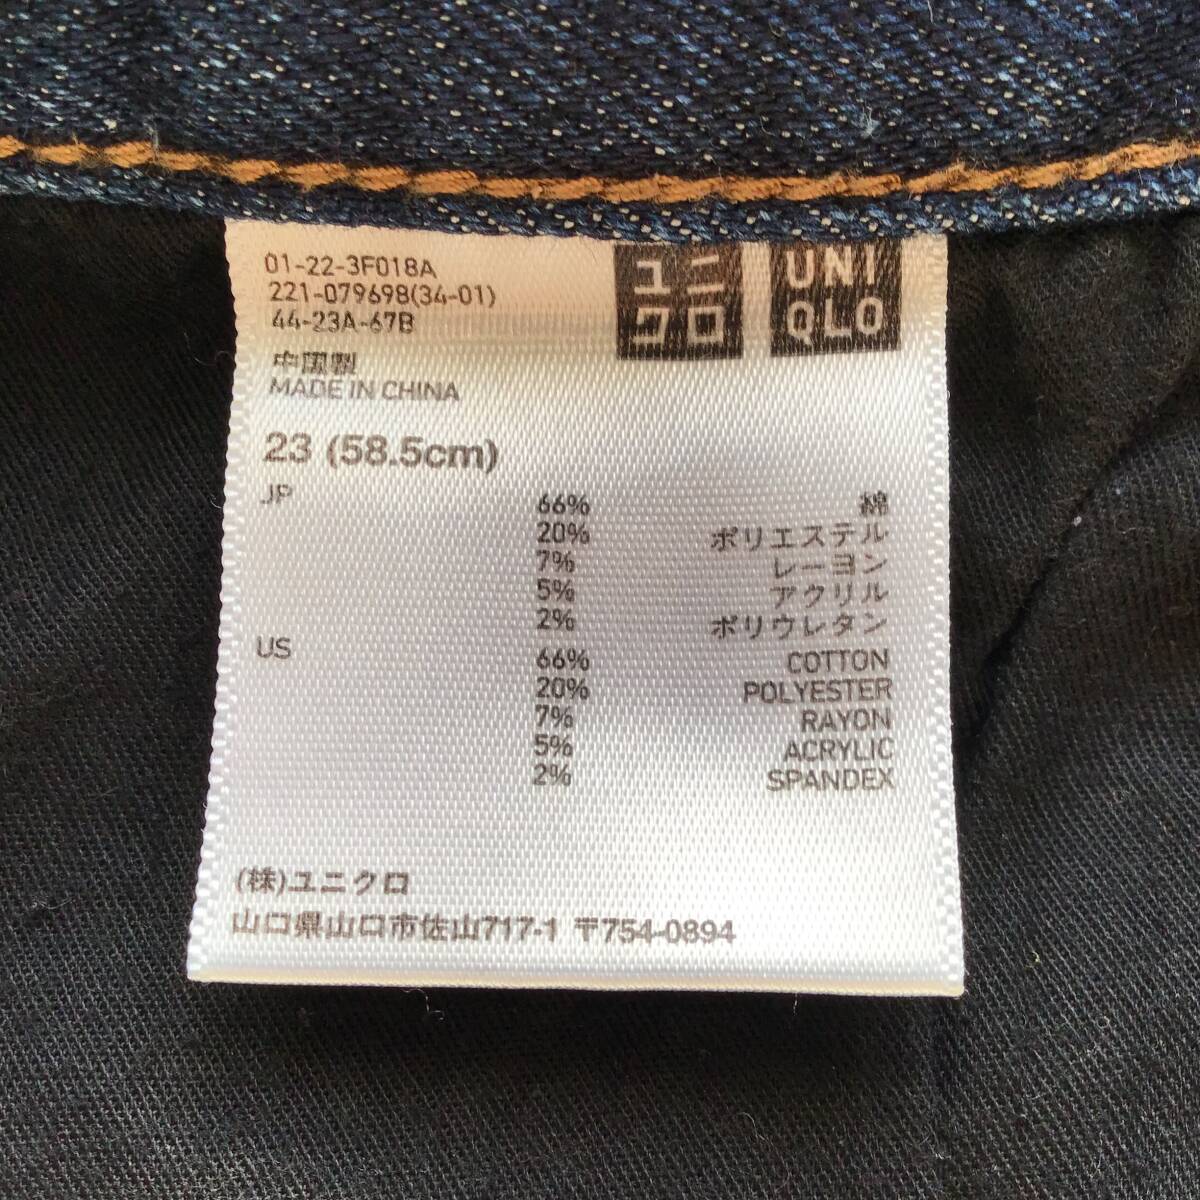 01-22-3F018A
221-079698(34-01)
44-23A-67B
ユニ
クロ
UNI
QLO
中国製
MADE IN CHINA
23 (58.5cm)
JP
66% 綿
20% ポリエステル
7% レーヨン
5% アクリル
2% ポリウレタン
US
66% COTTON
20% POLYESTER
7% RAYON
5% ACRYLIC
2% SPANDEX
(株)ユニクロ
山口県山口市佐山717-1 〒754-0894